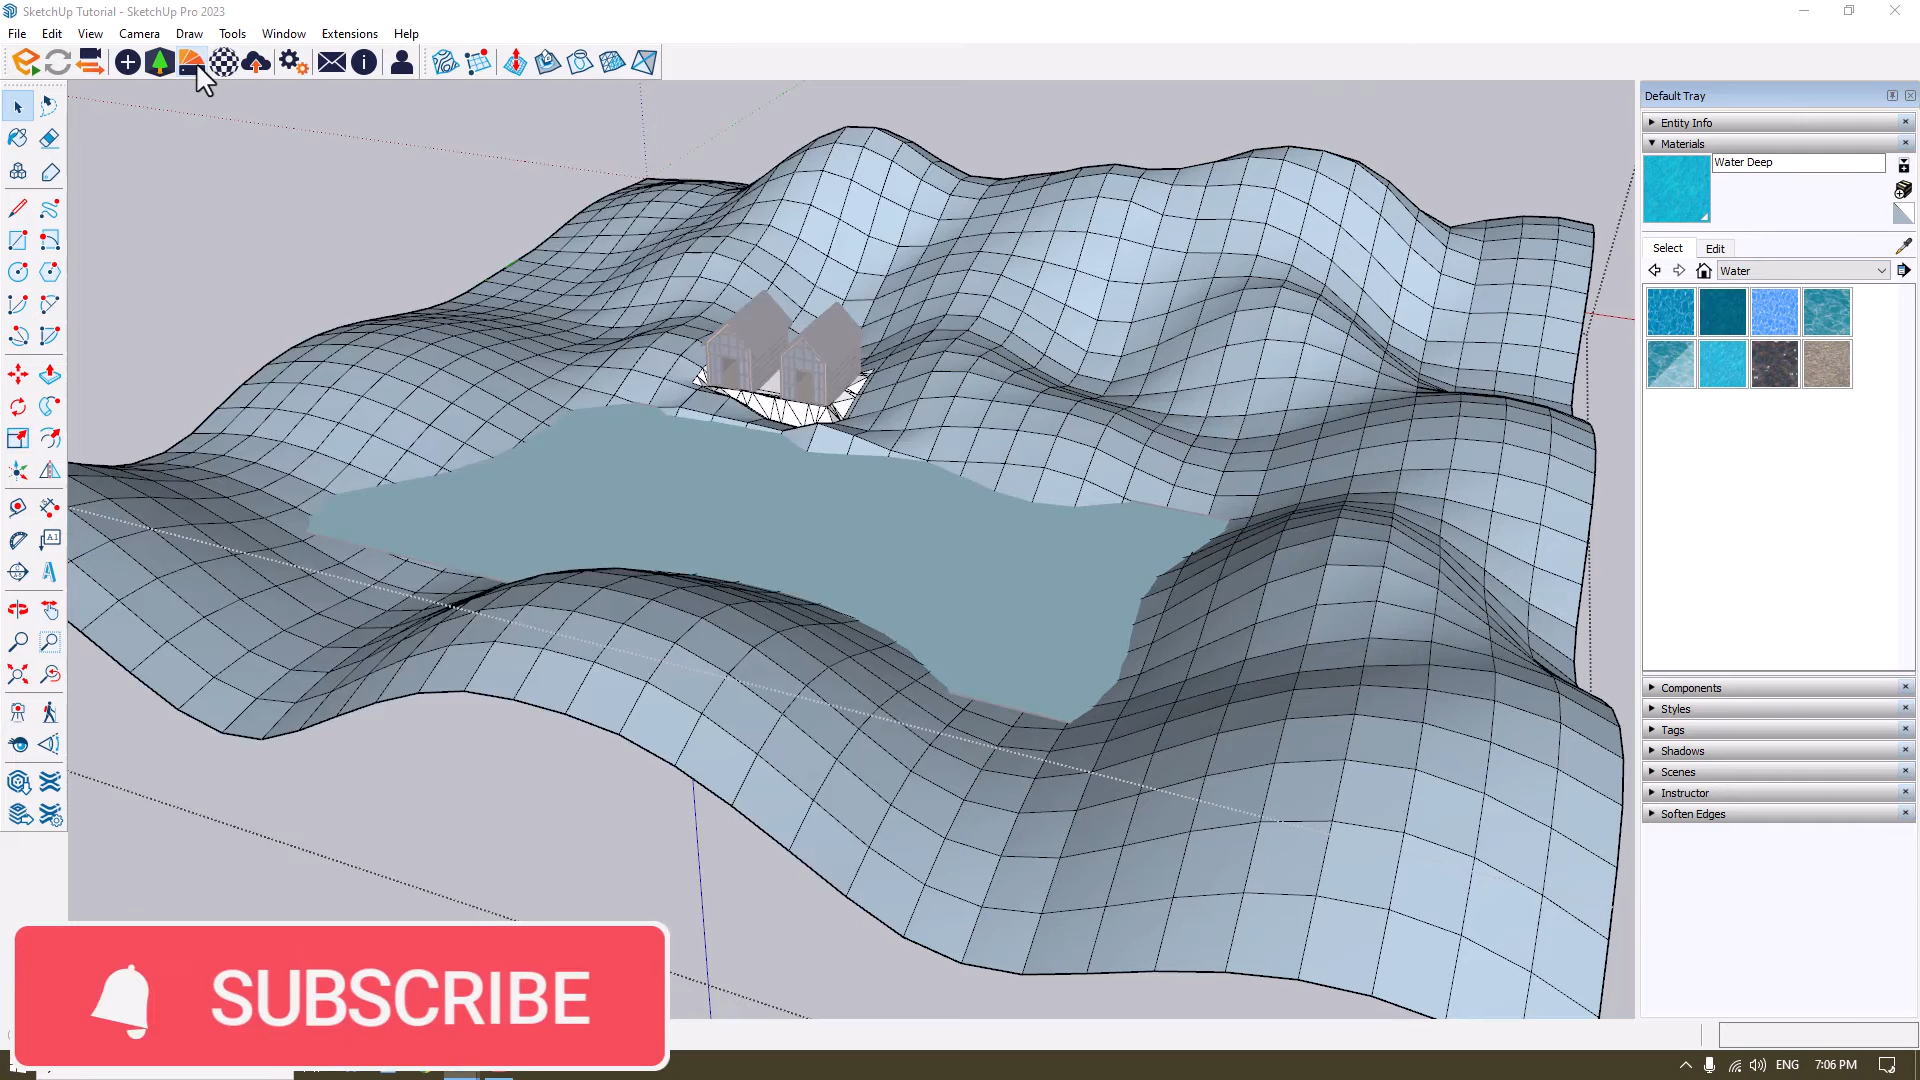 SketchUp Tutorial - SketchUp Pro 2023
File Edit View Camera Draw Tools Window Extensions Help
Default Tray
Entity Info
Materials
Water Deep
Select Edit
Water
Components
Styles
Tags
Shadows
Scenes
Instructor
Soften Edges
SUBSCRIBE
ENG 7:06 PM